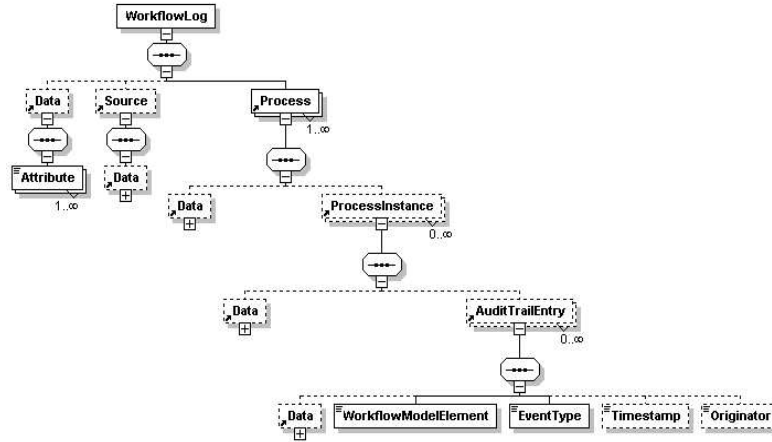 WorkflowLog
Data Source Process
1..∞
Attribute Data
1..∞
Data ProcessInstance
0..∞
Data AuditTrailEntry
0..∞
Data WorkflowModelElement EventType Timestamp Originator